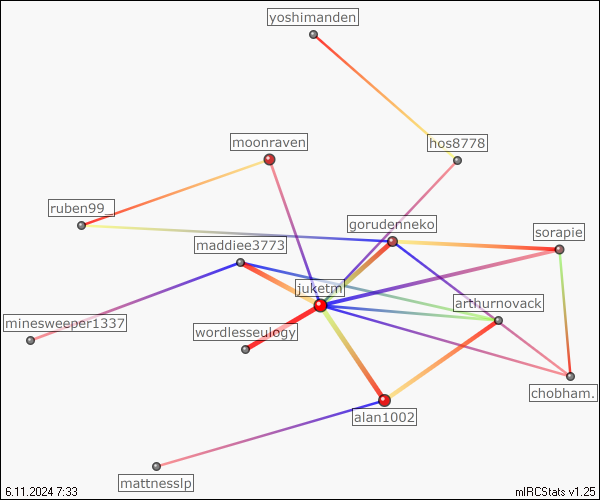 yoshimanden
moonraven
hos8778
ruben99_
gorudenneko
sorapie
maddiee3773
juketm
arthurnovack
minesweeper1337
wordlesseulogy
chobham.
alan1002
mattnesslp
6.11.2024 7:33
mIRCStats v1.25